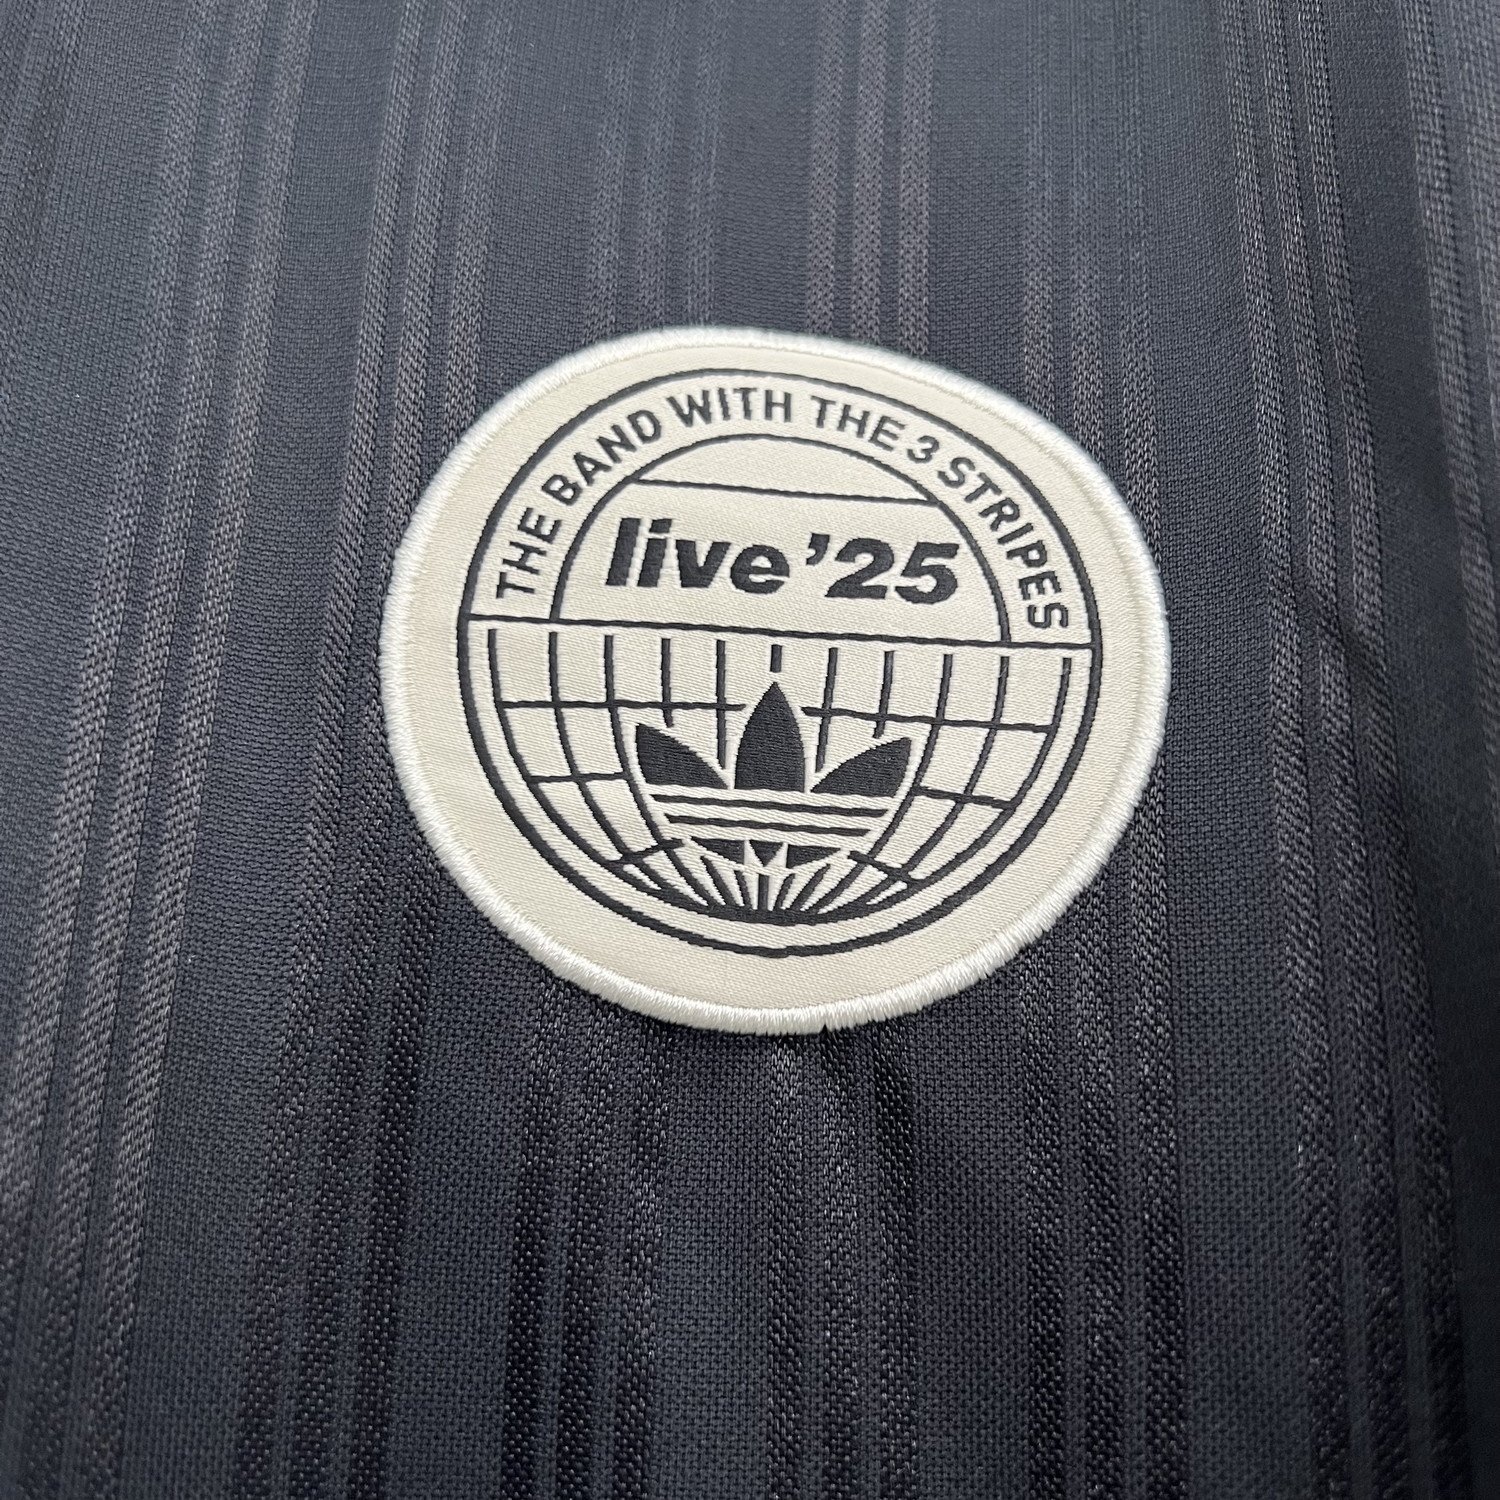 THE BAND WITH THE 3 STRIPES
live '25